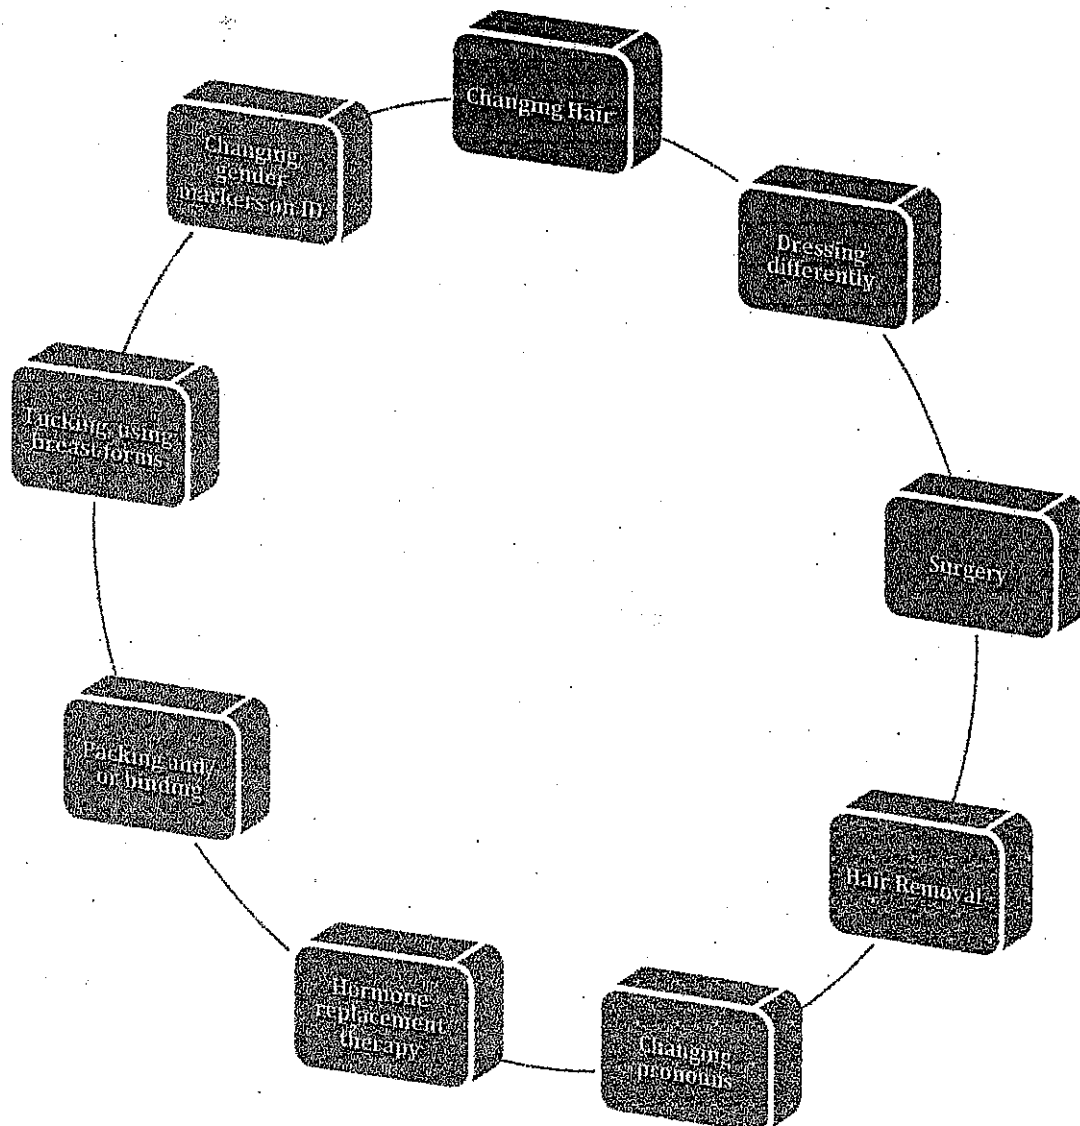 Changing Hair
Dressing
differently
Surgery
Hair Removal
Changing
pronouns
Hormone
replacement
therapy
Packing and/
or binding
Tucking, using
breast forms
Changing
gender
markers on ID